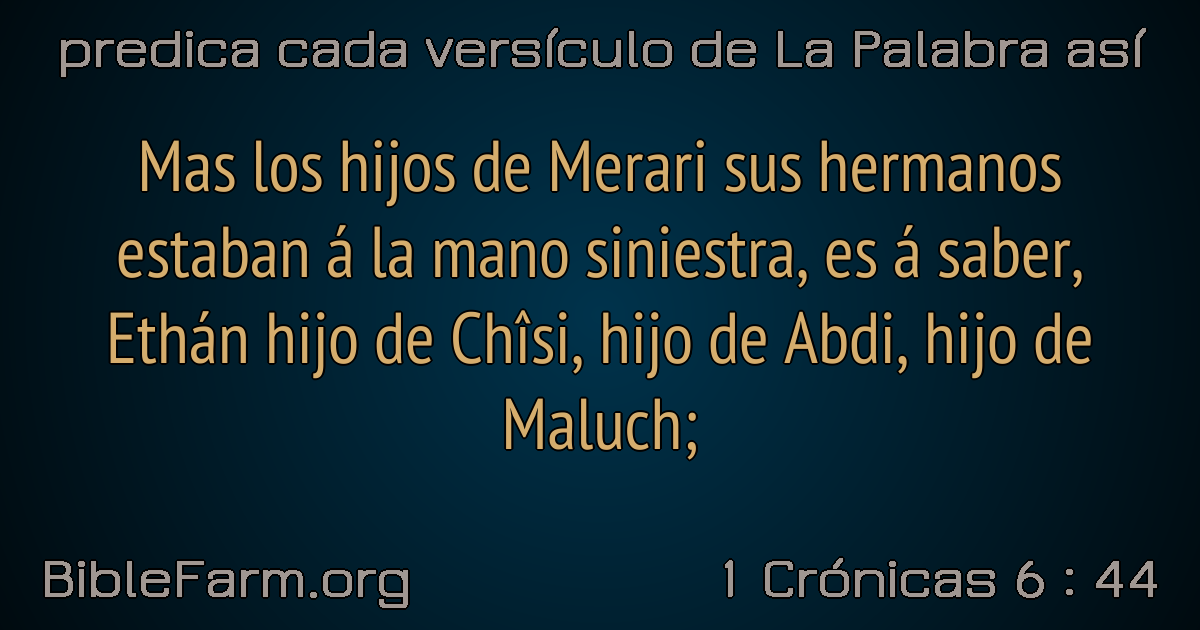 predica cada versículo de La Palabra así
Mas los hijos de Merari sus hermanos
estaban á la mano siniestra, es á saber,
Ethán hijo de Chîsi, hijo de Abdi, hijo de
Maluch;
BibleFarm.org
1 Crónicas 6 : 44